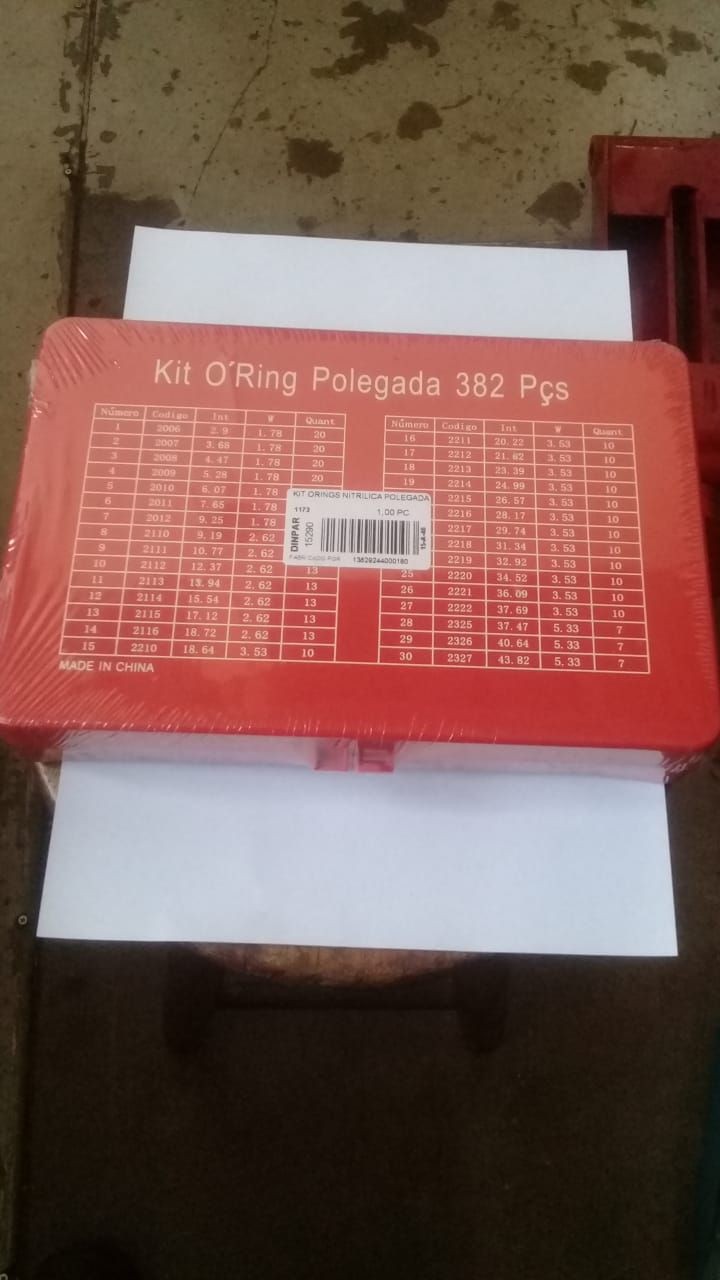 Kit O´Ring Polegada 382 Pçs
Número Codigo Int W Quant
1 2006 2.9 1.78 20
2 2007 3.68 1.78 20
3 2008 4.47 1.78 20
4 2009 5.28 1.78 20
5 2010 6.07 1.78
6 2011 7.65 1.78
7 2012 9.25 1.78
8 2110 9.19 2.62
9 2111 10.77 2.62
10 2112 12.37 2.62 13
11 2113 13.94 2.62 13
12 2114 15.54 2.62 13
13 2115 17.12 2.62 13
14 2116 18.72 2.62 13
15 2210 18.64 3.53 10
MADE IN CHINA
Número Codigo Int W Quant
16 2211 20.22 3.53 10
17 2212 21.82 3.53 10
18 2213 23.39 3.53 10
19 2214 24.99 3.53 10
2215 26.57 3.53 10
2216 28.17 3.53 10
2217 29.74 3.53 10
2218 31.34 3.53 10
2219 32.92 3.53 10
25 2220 34.52 3.53 10
26 2221 36.09 3.53 10
27 2222 37.69 3.53 10
28 2325 37.47 5.33 7
29 2326 40.64 5.33 7
30 2327 43.82 5.33 7
KIT ORINGS NITRILICA POLEGADA
1173
1,00 PC
DINPAR
15290
15-A-46
FABRICADO POR
13829244000180